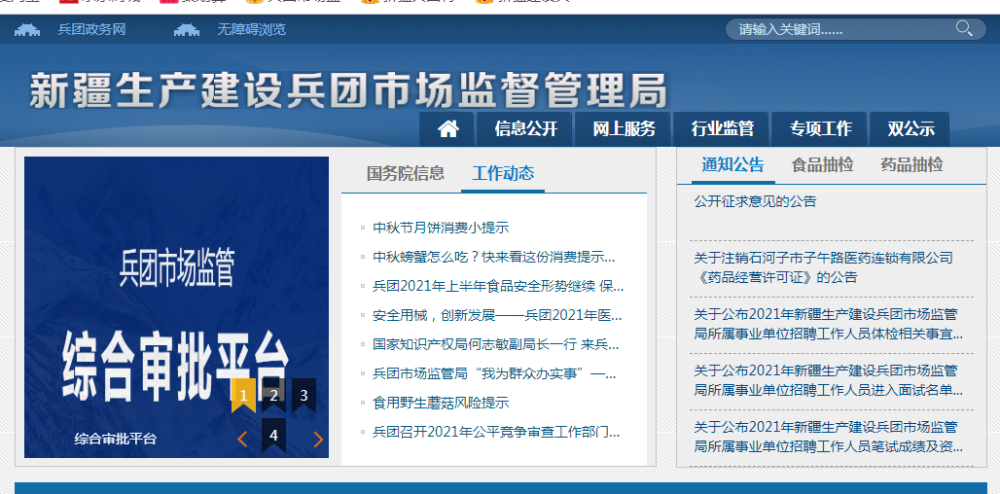 兵团政务网
无障碍浏览
请输入关键词......
新疆生产建设兵团市场监督管理局
信息公开
网上服务
行业监管
专项工作
双公示
兵团市场监管
综合审批平台
1
2
3
4
综合审批平台
国务院信息
工作动态
中秋节月饼消费小提示
中秋螃蟹怎么吃？快来看这份消费提示...
兵团2021年上半年食品安全形势继续 保...
安全用械，创新发展——兵团2021年医...
国家知识产权局何志敏副局长一行 来兵...
兵团市场监管局“我为群众办实事”—...
食用野生蘑菇风险提示
兵团召开2021年公平竞争审查工作部门...
通知公告
食品抽检
药品抽检
公开征求意见的公告
关于注销石河子市子午路医药连锁有限公司
《药品经营许可证》的公告
关于公布2021年新疆生产建设兵团市场监管
局所属事业单位招聘工作人员体检相关事宜...
关于公布2021年新疆生产建设兵团市场监管
局所属事业单位招聘工作人员进入面试名单...
关于公布2021年新疆生产建设兵团市场监管
局所属事业单位招聘工作人员笔试成绩及资...